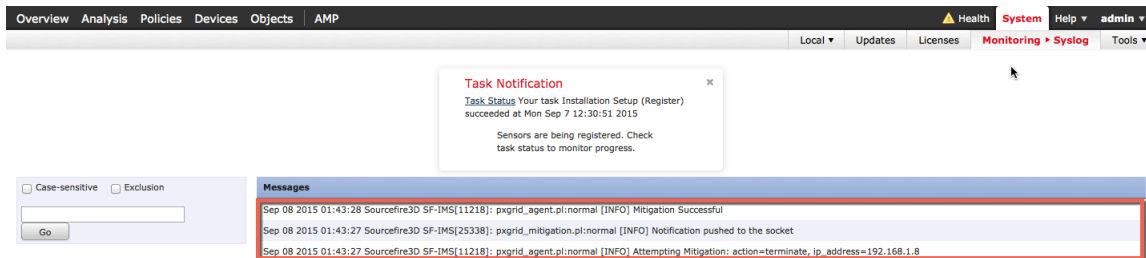 Overview Analysis Policies Devices Objects AMP Health System Help ▾ admin ▾
Local ▾ Updates Licenses Monitoring ▸ Syslog Tools ▾
Task Notification ×
Task Status Your task Installation Setup (Register)
succeeded at Mon Sep 7 12:30:51 2015
Sensors are being registered. Check
task status to monitor progress.
Case-sensitive Exclusion
Go
Messages
Sep 08 2015 01:43:28 Sourcefire3D SF-IMS[11218]: pxgrid_agent.pl:normal [INFO] Mitigation Successful
Sep 08 2015 01:43:27 Sourcefire3D SF-IMS[25338]: pxgrid_mitigation.pl:normal [INFO] Notification pushed to the socket
Sep 08 2015 01:43:27 Sourcefire3D SF-IMS[11218]: pxgrid_agent.pl:normal [INFO] Attempting Mitigation: action=terminate, ip_address=192.168.1.8